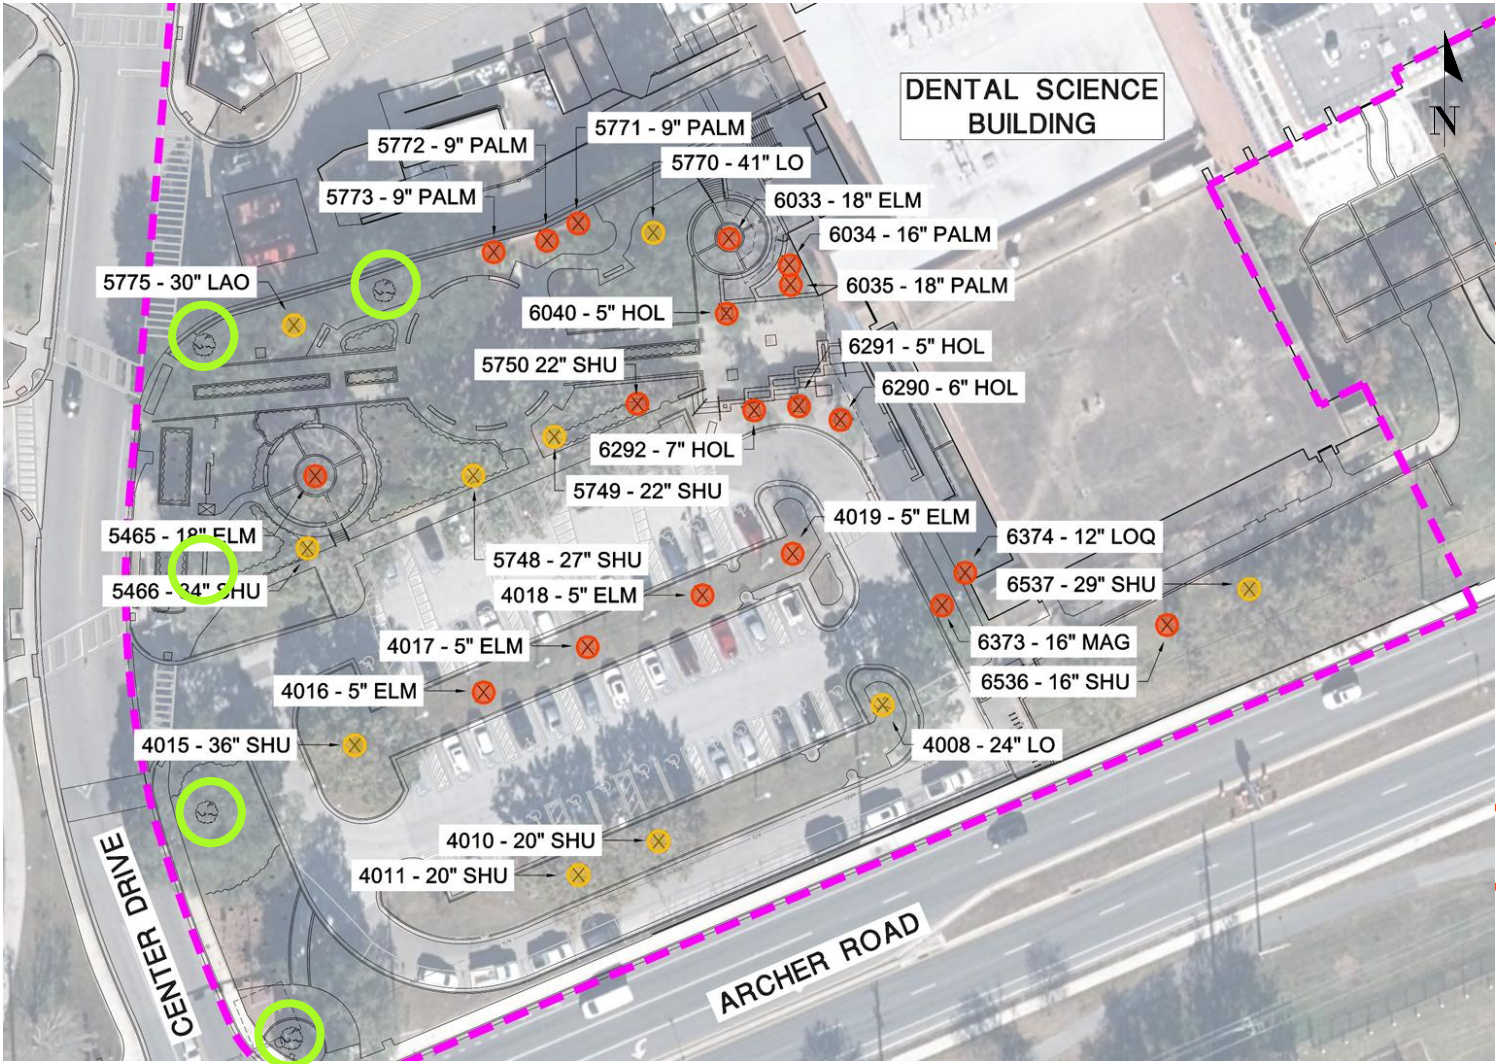 DENTAL SCIENCE
BUILDING
N
5771 - 9" PALM
5772 - 9" PALM
5770 - 41" LO
5773 - 9" PALM
6033 - 18" ELM
6034 - 16" PALM
5775 - 30" LAO
6035 - 18" PALM
6040 - 5" HOL
6291 - 5" HOL
5750 22" SHU
6290 - 6" HOL
6292 - 7" HOL
5749 - 22" SHU
4019 - 5" ELM
5465 - 18" ELM
6374 - 12" LOQ
5748 - 27" SHU
6537 - 29" SHU
5466 - 34" SHU
4018 - 5" ELM
4017 - 5" ELM
6373 - 16" MAG
6536 - 16" SHU
4016 - 5" ELM
4015 - 36" SHU
4008 - 24" LO
4010 - 20" SHU
4011 - 20" SHU
CENTER DRIVE
ARCHER ROAD